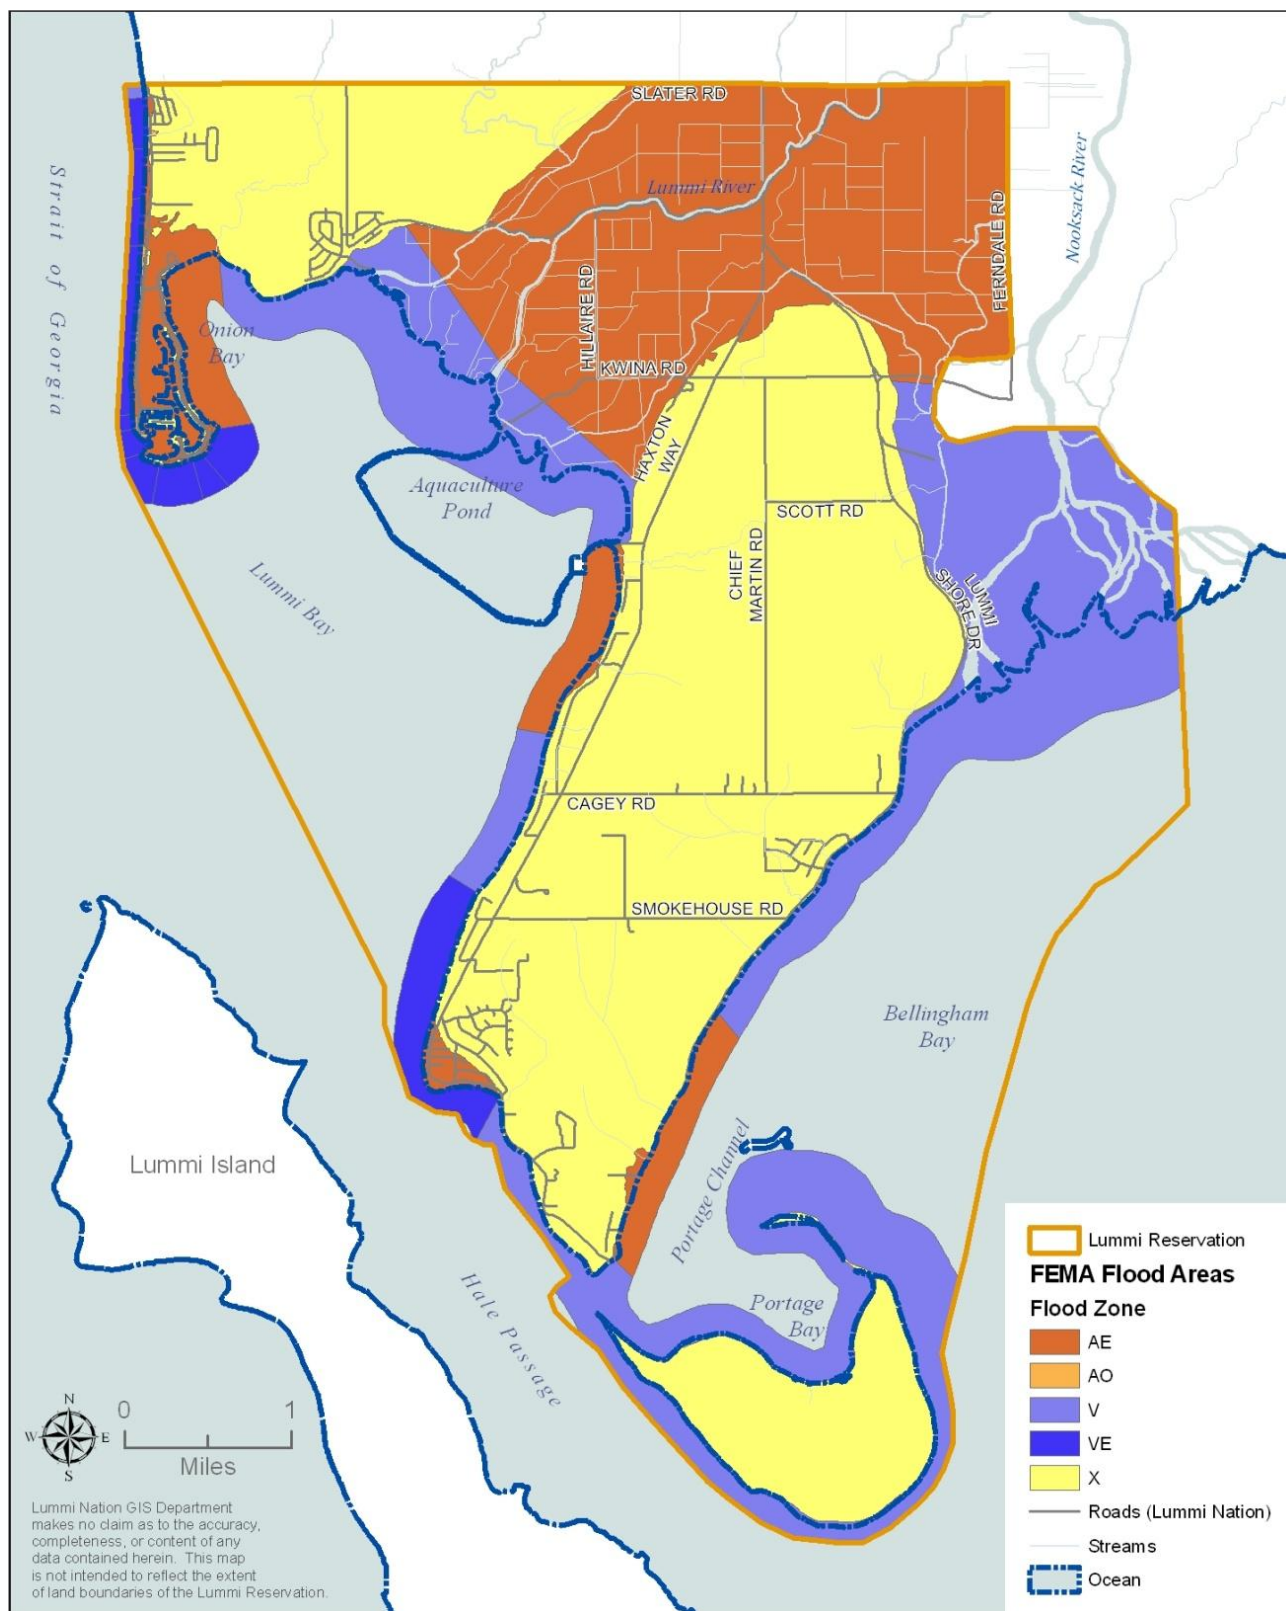 SLATER RD
Lummi River
Nooksack River
FERNDALE RD
Strait of Georgia
Onion
Bay
HILLAIRE RD
KWINA RD
HAXTON
WAY
Aquaculture
Pond
SCOTT RD
CHIEF
MARTIN RD
LUMMI
SHORE DR
Lummi Bay
CAGEY RD
SMOKEHOUSE RD
Bellingham
Bay
Lummi Island
Portage Channel
Portage
Bay
Hale Passage
N
W
E
S
0
1
Miles
Lummi Nation GIS Department
makes no claim as to the accuracy,
completeness, or content of any
data contained herein. This map
is not intended to reflect the extent
of land boundaries of the Lummi Reservation.
Lummi Reservation
FEMA Flood Areas
Flood Zone
AE
AO
V
VE
X
Roads (Lummi Nation)
Streams
Ocean